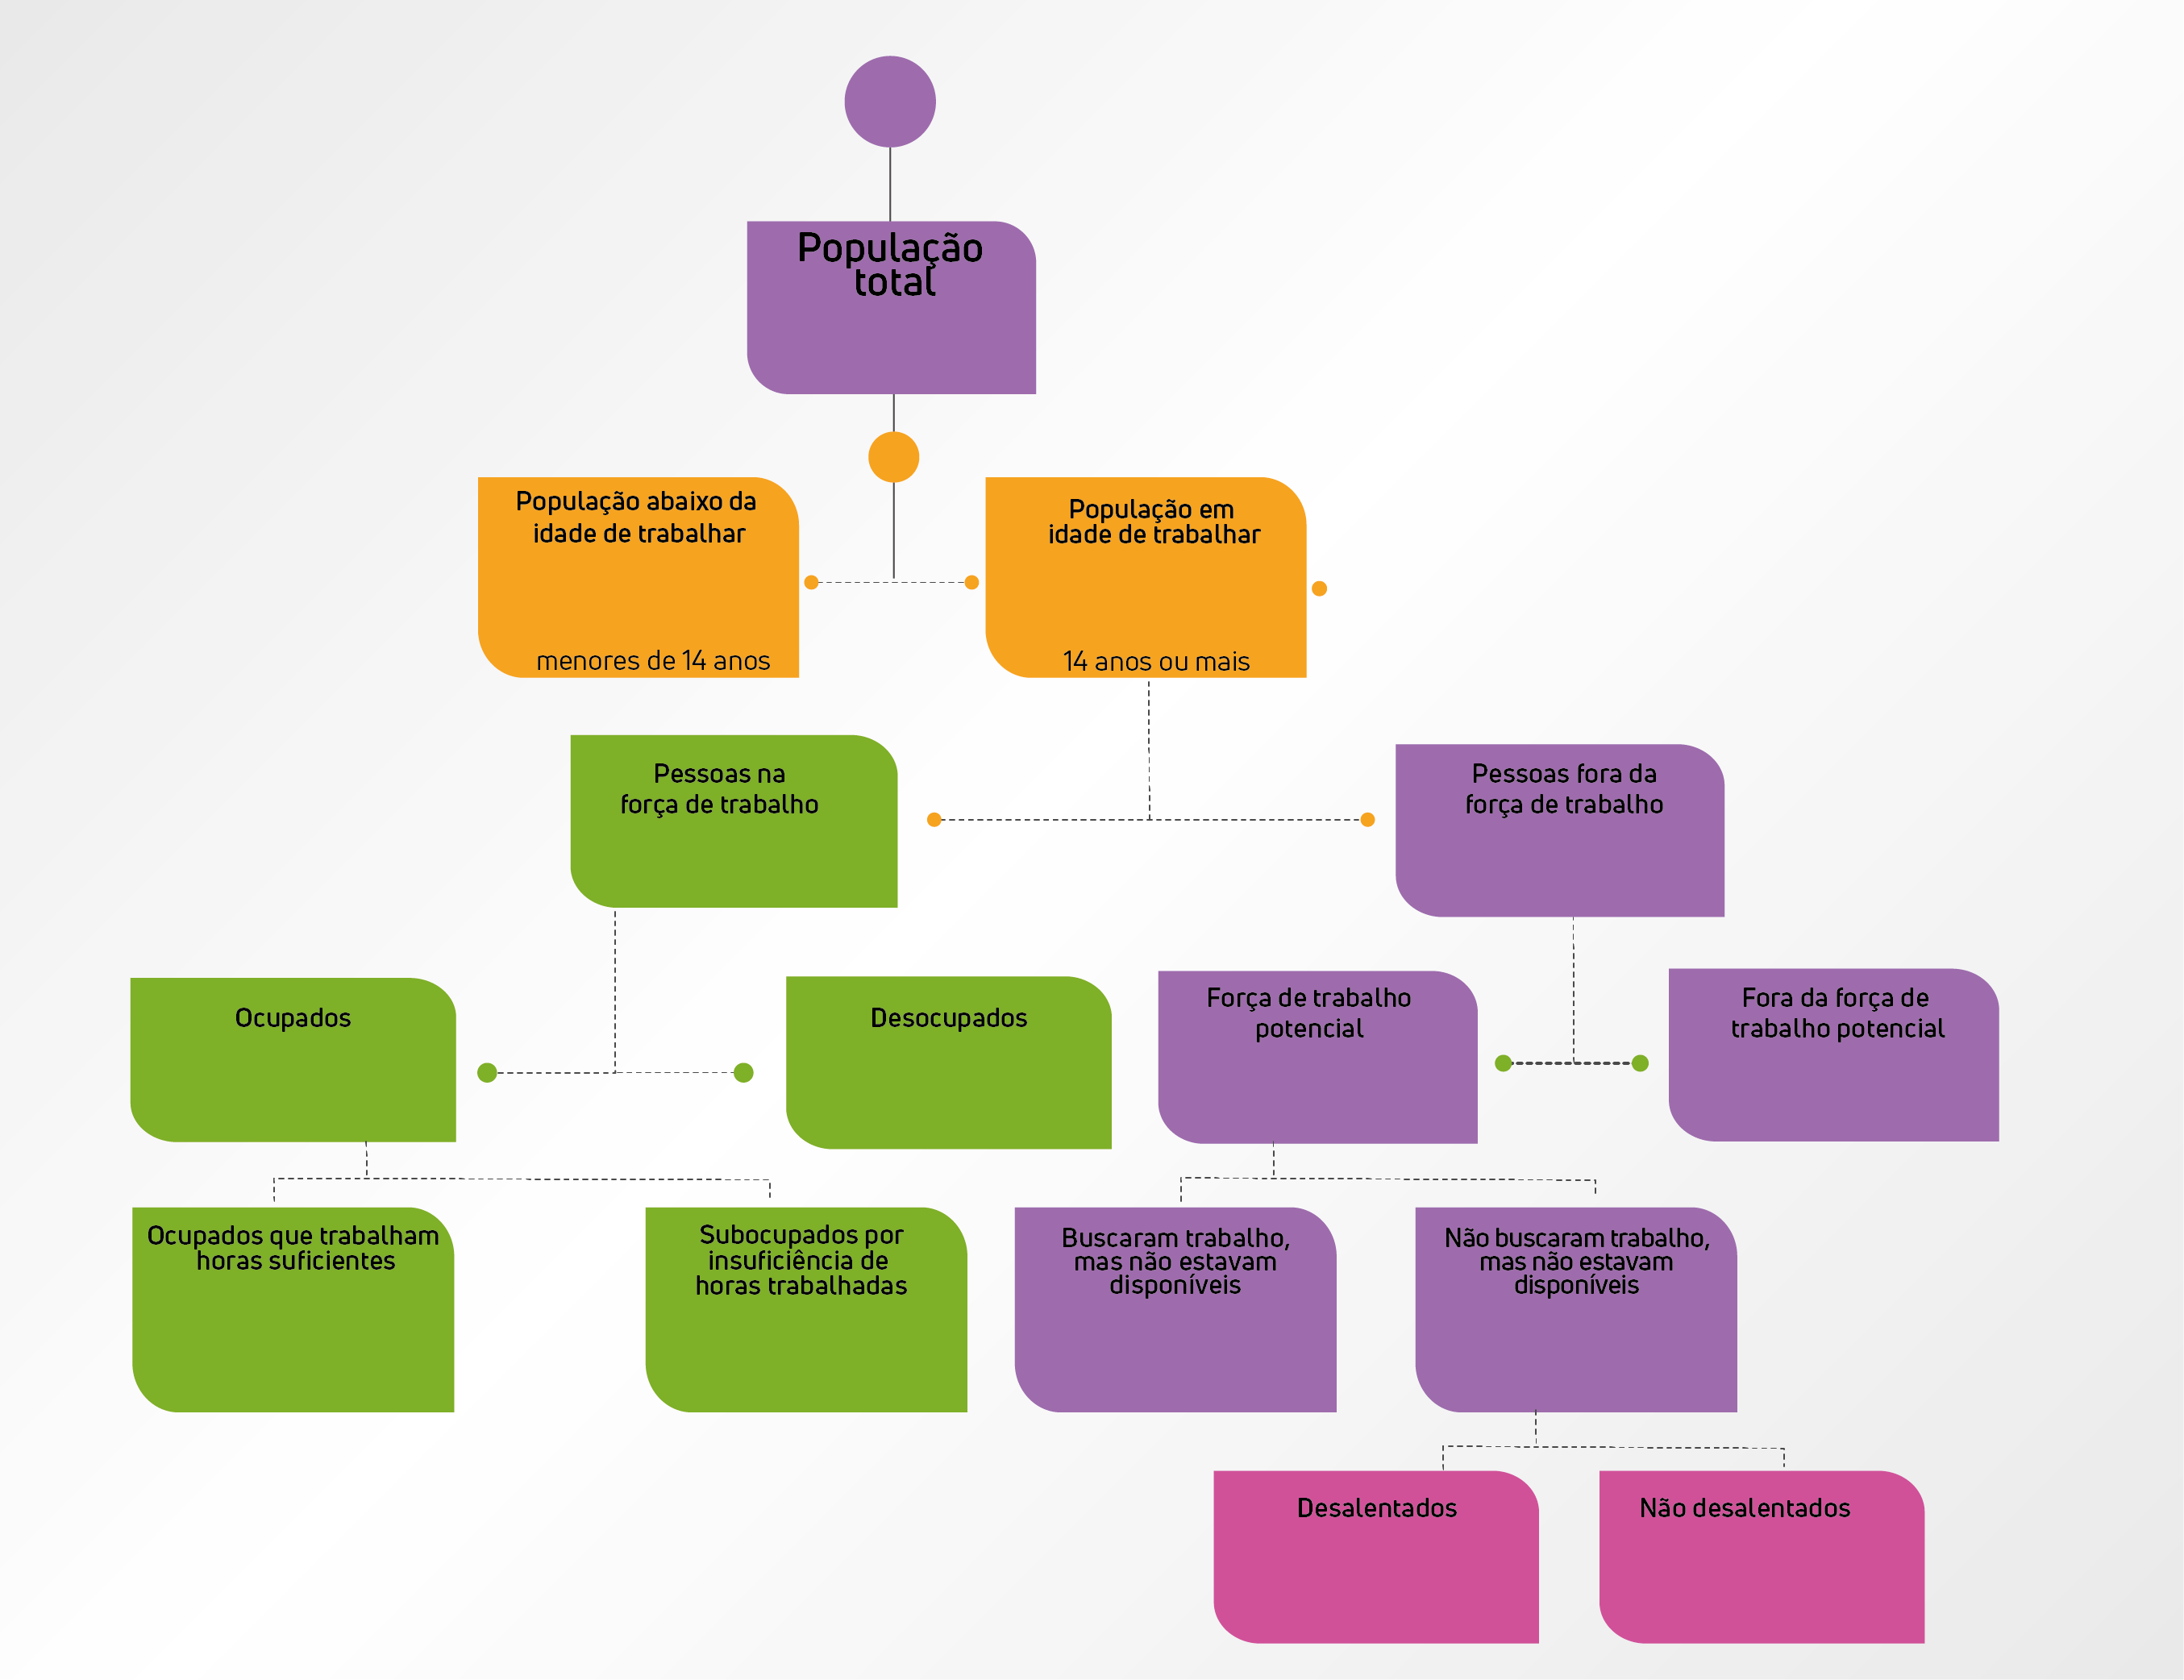 População
total
População abaixo da
idade de trabalhar
menores de 14 anos
População em
idade de trabalhar
14 anos ou mais
Pessoas na
força de trabalho
Pessoas fora da
força de trabalho
Ocupados
Desocupados
Força de trabalho
potencial
Fora da força de
trabalho potencial
Ocupados que trabalham
horas suficientes
Subocupados por
insuficiência de
horas trabalhadas
Buscaram trabalho,
mas não estavam
disponíveis
Não buscaram trabalho,
mas não estavam
disponíveis
Desalentados
Não desalentados